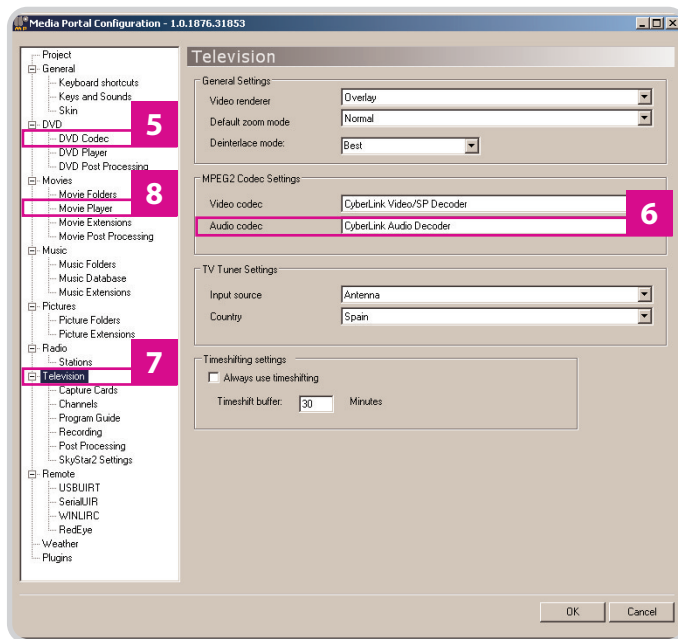 Media Portal Configuration - 1.0.1876.31853
Project
General
Keyboard shortcuts
Keys and Sounds
Skin
DVD
5
DVD Codec
DVD Player
DVD Post Processing
Movies
8
Movie Folders
Movie Player
Movie Extensions
Movie Post Processing
Music
Music Folders
Music Database
Music Extensions
Pictures
Picture Folders
Picture Extensions
Radio
7
Stations
Television
Capture Cards
Channels
Program Guide
Recording
Post Processing
SkyStar2 Settings
Remote
USBUIRT
SerialUIR
WINLIRC
RedEye
Weather
Plugins
Television
General Settings
Video renderer Overlay
Default zoom mode Normal
Deinterlace mode: Best
MPEG2 Codec Settings
6
Video codec CyberLink Video/SP Decoder
Audio codec CyberLink Audio Decoder
TV Tuner Settings
Input source Antenna
Country Spain
Timeshifting settings
Always use timeshifting
Timeshift buffer: 30 Minutes
OK Cancel